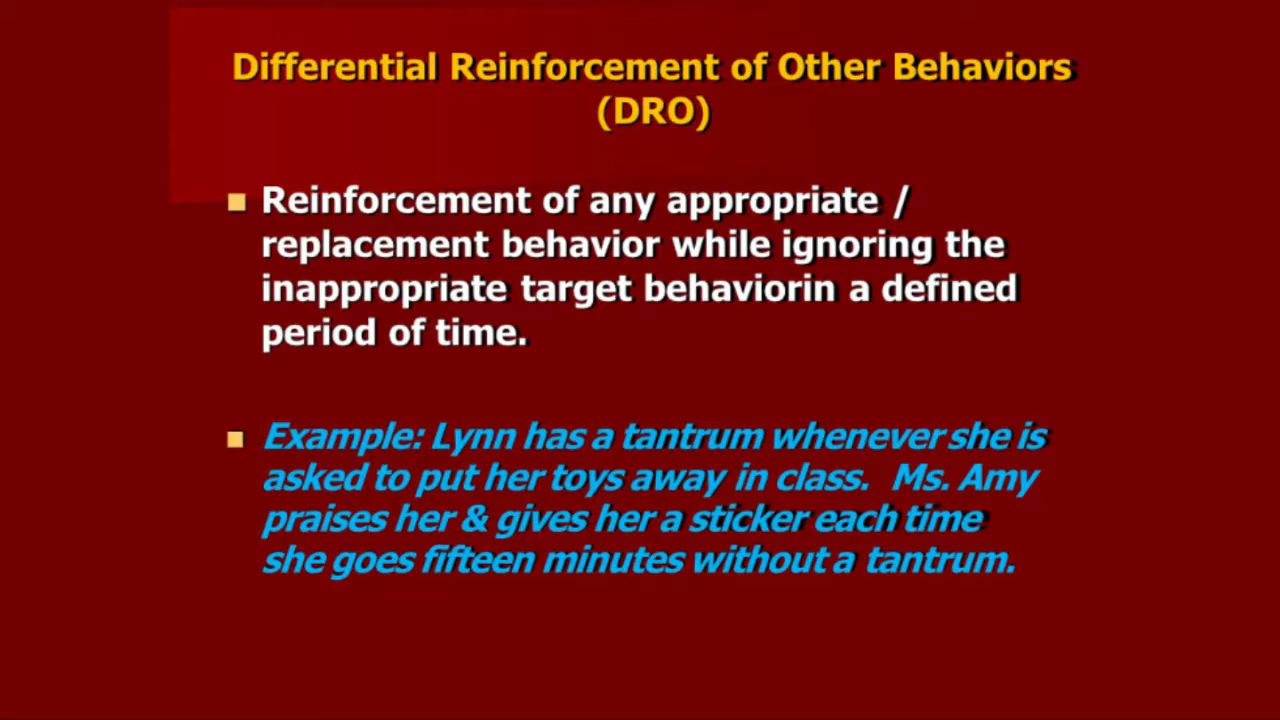 Differential Reinforcement of Other Behaviors
(DRO)
Reinforcement of any appropriate /
replacement behavior while ignoring the
inappropriate target behaviorin a defined
period of time.
Example: Lynn has a tantrum whenever she is
asked to put her toys away in class. Ms. Amy
praises her & gives her a sticker each time
she goes fifteen minutes without a tantrum.